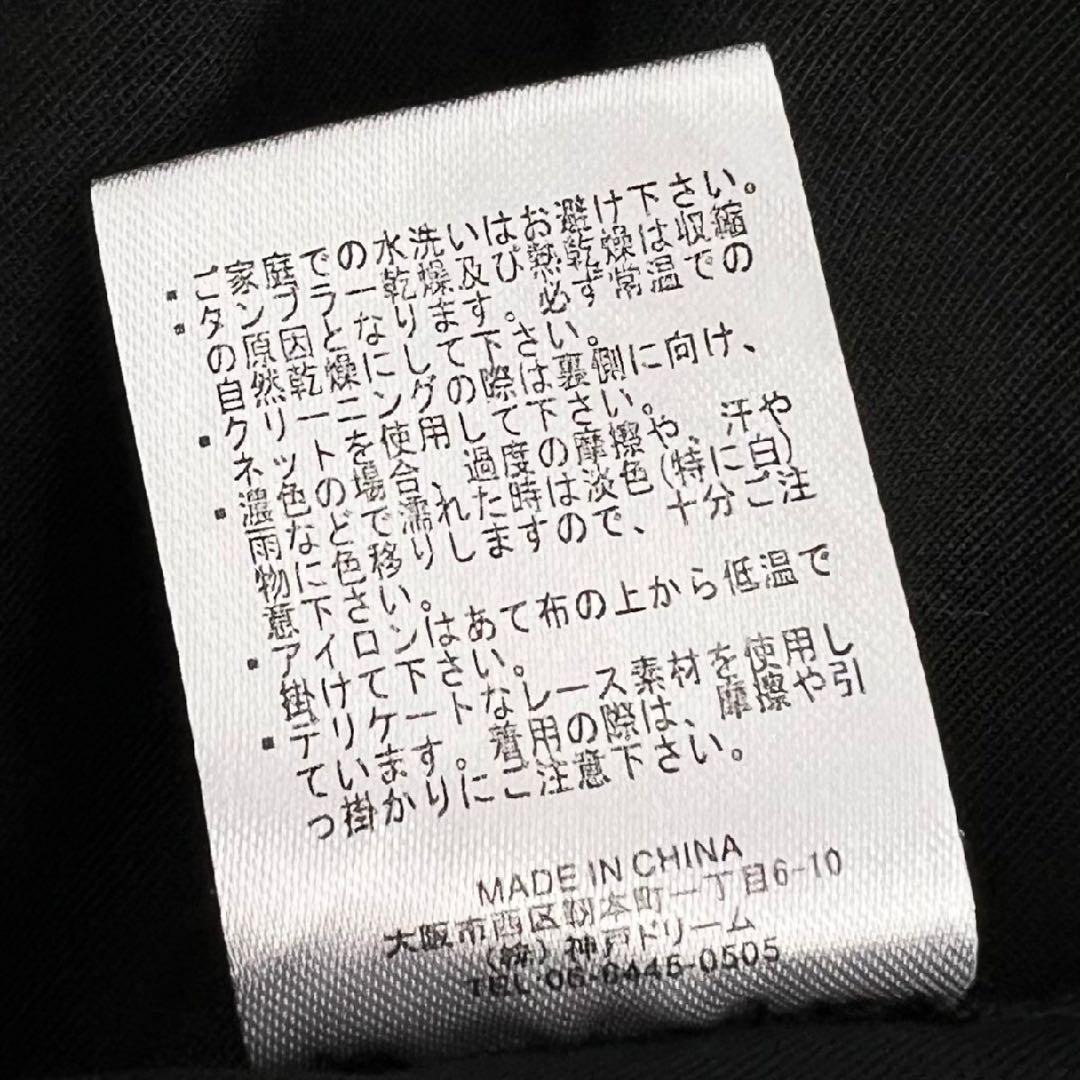 ・ご家庭での水洗いはお避け下さい。
・タンブラー乾燥及び熱乾燥は収縮
の原因となります。必ず常温での
自然乾燥にして下さい。
・クリーニングの際は裏側に向け、
ネットを使用して下さい。
・濃色の場合、過度の摩擦や、汗や
雨などで濡れた時は淡色(特に白)
物に色移りしますので、十分ご注
意下さい。
・アイロンはあて布の上から低温で
掛けて下さい。
・デリケートなレース素材を使用し
ています。着用の際は、摩擦や引
っ掛かりにご注意下さい。
MADE IN CHINA
大阪市西区靱本町一丁目6-10
(株)神戸ドリーム
TEL 06-6445-0505